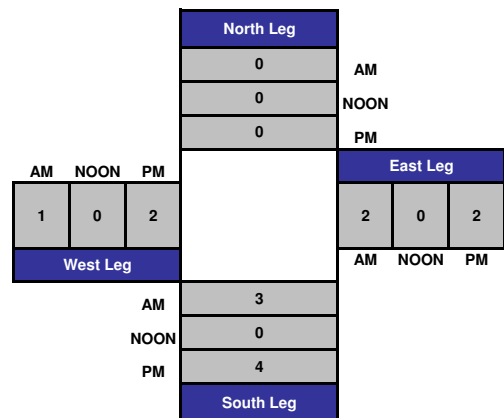 North Leg
0 AM
0 NOON
0 PM
AM NOON PM
East Leg
1 0 2
2 0 2
West Leg
AM NOON PM
AM 3
NOON 0
PM 4
South Leg